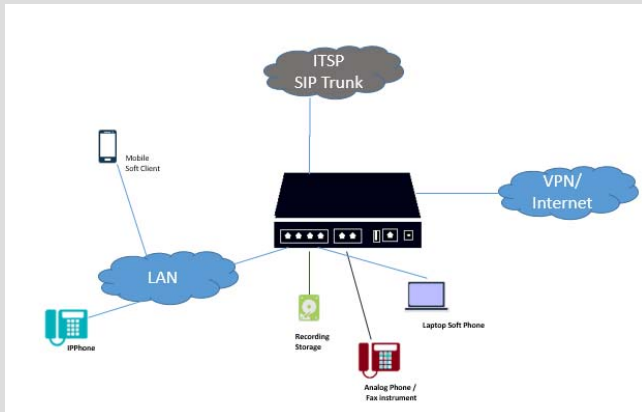 ITSP
SIP Trunk
Mobile
Soft Client
VPN/
Internet
LAN
IPPhone
Recording
Storage
Laptop Soft Phone
Analog Phone /
Fax instrument